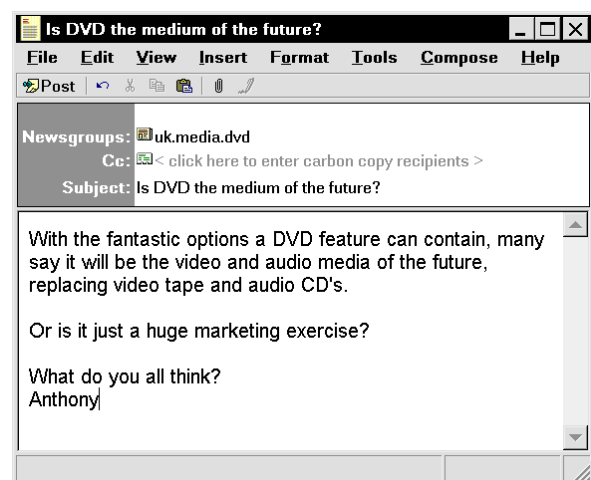 Is DVD the medium of the future?
File Edit View Insert Format Tools Compose Help
Post
Newsgroups: uk.media.dvd
Cc: < click here to enter carbon copy recipients >
Subject: Is DVD the medium of the future?
With the fantastic options a DVD feature can contain, many
say it will be the video and audio media of the future,
replacing video tape and audio CD's.
Or is it just a huge marketing exercise?
What do you all think?
Anthony